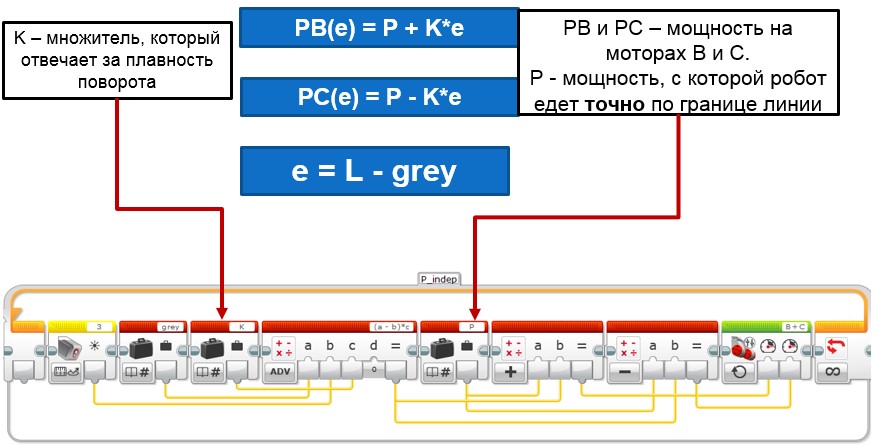 K – множитель, который
отвечает за плавность
поворота
PB(e) = P + K*e
PC(e) = P - K*e
e = L - grey
PB и PC – мощность на
моторах B и C.
P - мощность, с которой робот
едет точно по границе линии
P_indep
3
grey
K
(a - b)*c
P
B+C
a b c d =
a b =
a b =
#
#
ADV
0
#
+
−
∞